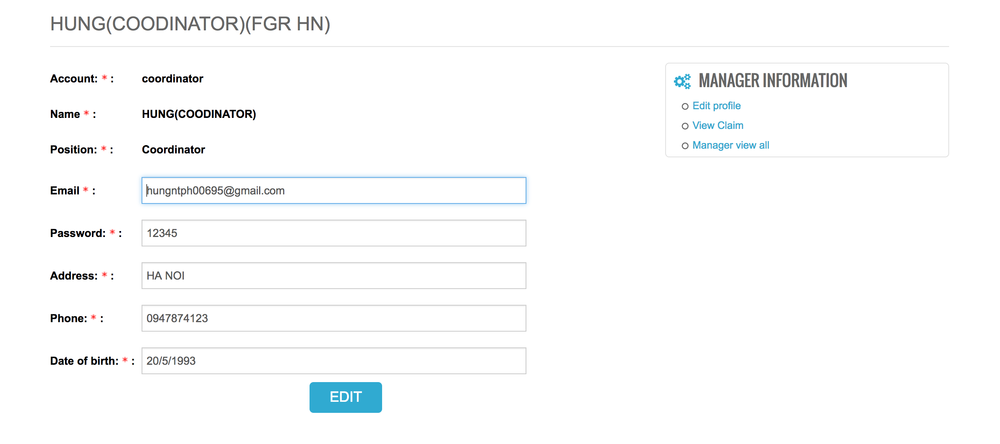 HUNG(COODINATOR)(FGR HN)
Account: * : coordinator
Name * : HUNG(COODINATOR)
Position: * : Coordinator
Email * : hungntph00695@gmail.com
Password: * : 12345
Address: * : HA NOI
Phone: * : 0947874123
Date of birth: * : 20/5/1993
EDIT
MANAGER INFORMATION
Edit profile
View Claim
Manager view all